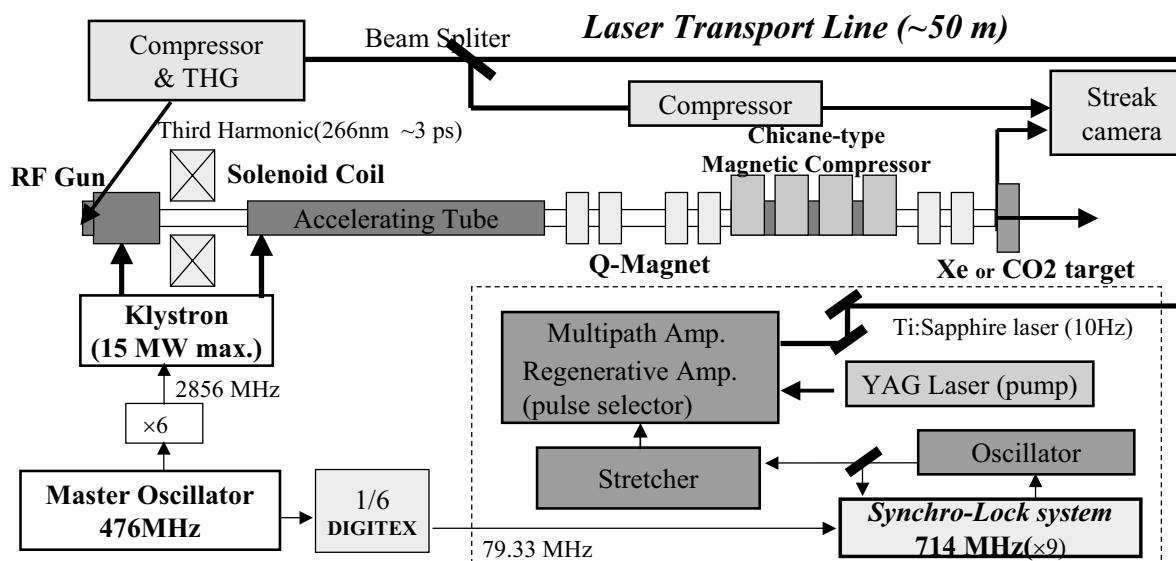 Laser Transport Line (~50 m)
Beam Spliter
Compressor
& THG
Compressor
Streak
camera
Third Harmonic(266nm ~3 ps)
Chicane-type
Magnetic Compressor
RF Gun
Solenoid Coil
Accelerating Tube
Q-Magnet
Xe or CO2 target
Klystron
(15 MW max.)
Multipath Amp.
Regenerative Amp.
(pulse selector)
Ti:Sapphire laser (10Hz)
YAG Laser (pump)
2856 MHz
×6
Stretcher
Oscillator
Master Oscillator
476MHz
1/6
DIGITEX
79.33 MHz
Synchro-Lock system
714 MHz(×9)